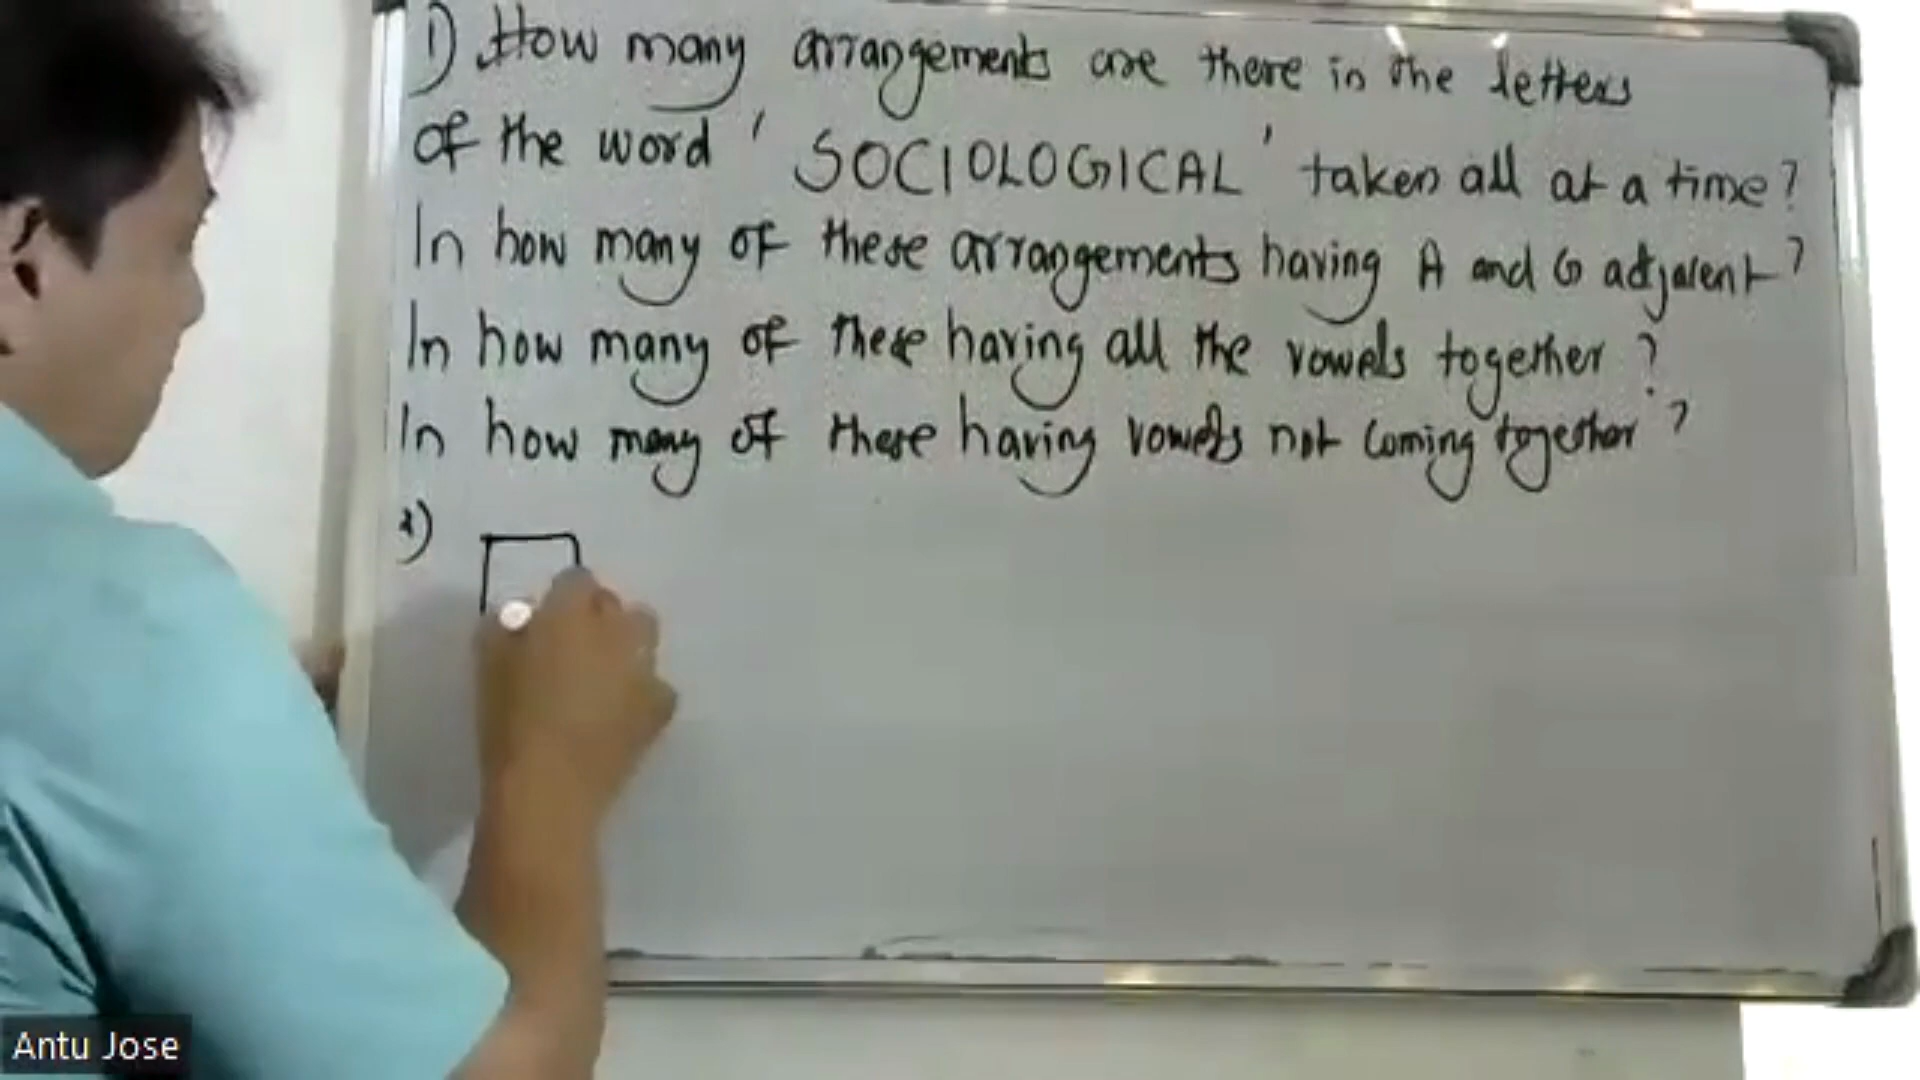 1) How many arrangements are there in the letters
of the word 'SOCIOLOGICAL' taken all at a time?
In how many of these arrangements having A and G adjacent?
In how many of these having all the vowels together?
In how many of these having vowels not coming together?
Antu Jose